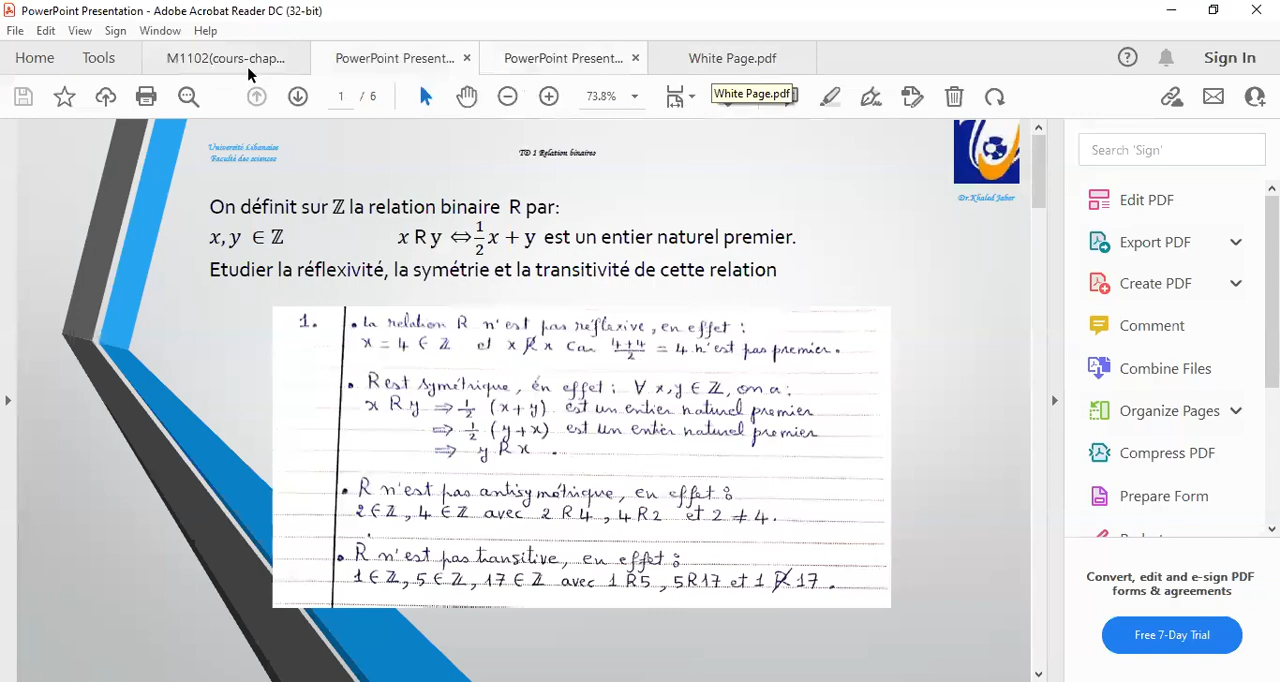 PowerPoint Presentation - Adobe Acrobat Reader DC (32-bit)
File Edit View Sign Window Help
Home Tools M1102(cours-chap... PowerPoint Present... × PowerPoint Present... × White Page.pdf Sign In
1 / 6 73.8% White Page.pdf
Université Libanaise
Faculté des sciences
TD 1 Relation binaires
Dr.Khaled Jaber
On définit sur ℤ la relation binaire R par:
x, y ∈ ℤ x R y ⇔ 1/2 x + y est un entier naturel premier.
Etudier la réflexivité, la symétrie et la transitivité de cette relation
1. • La relation R n'est pas réflexive, en effet :
x = 4 ∈ ℤ et x R̸ x car (4+4)/2 = 4 n'est pas premier.
• R est symétrique, en effet : ∀ x, y ∈ ℤ, on a :
x R y ⇒ 1/2 (x+y) est un entier naturel premier
⇒ 1/2 (y+x) est un entier naturel premier
⇒ y R x .
• R n'est pas antisymétrique, en effet :
2 ∈ ℤ, 4 ∈ ℤ avec 2 R 4, 4 R 2 et 2 ≠ 4.
• R n'est pas transitive, en effet :
1 ∈ ℤ, 5 ∈ ℤ, 17 ∈ ℤ avec 1 R 5, 5 R 17 et 1 R̸ 17 .
Search 'Sign'
Edit PDF
Export PDF
Create PDF
Comment
Combine Files
Organize Pages
Compress PDF
Prepare Form
Convert, edit and e-sign PDF
forms & agreements
Free 7-Day Trial